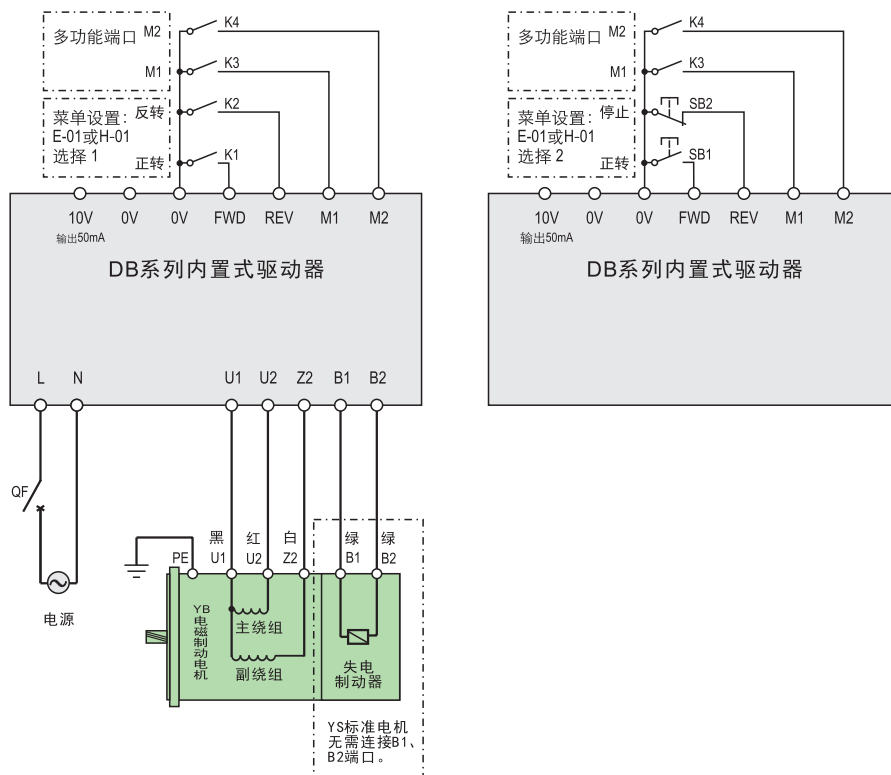 多功能端口 M2 K4
M1 K3
菜单设置： 反转 K2
E-01或H-01
选择 1 正转 K1
10V 0V 0V FWD REV M1 M2
输出50mA
DB系列内置式驱动器
L N U1 U2 Z2 B1 B2
QF
电源
黑 红 白 绿 绿
PE U1 U2 Z2 B1 B2
YB电磁制动电机
主绕组
副绕组
失电
制动器
YS标准电机
无需连接B1、
B2端口。
多功能端口 M2 K4
M1 K3
菜单设置： 停止 SB2
E-01或H-01
选择 2 正转 SB1
10V 0V 0V FWD REV M1 M2
输出50mA
DB系列内置式驱动器